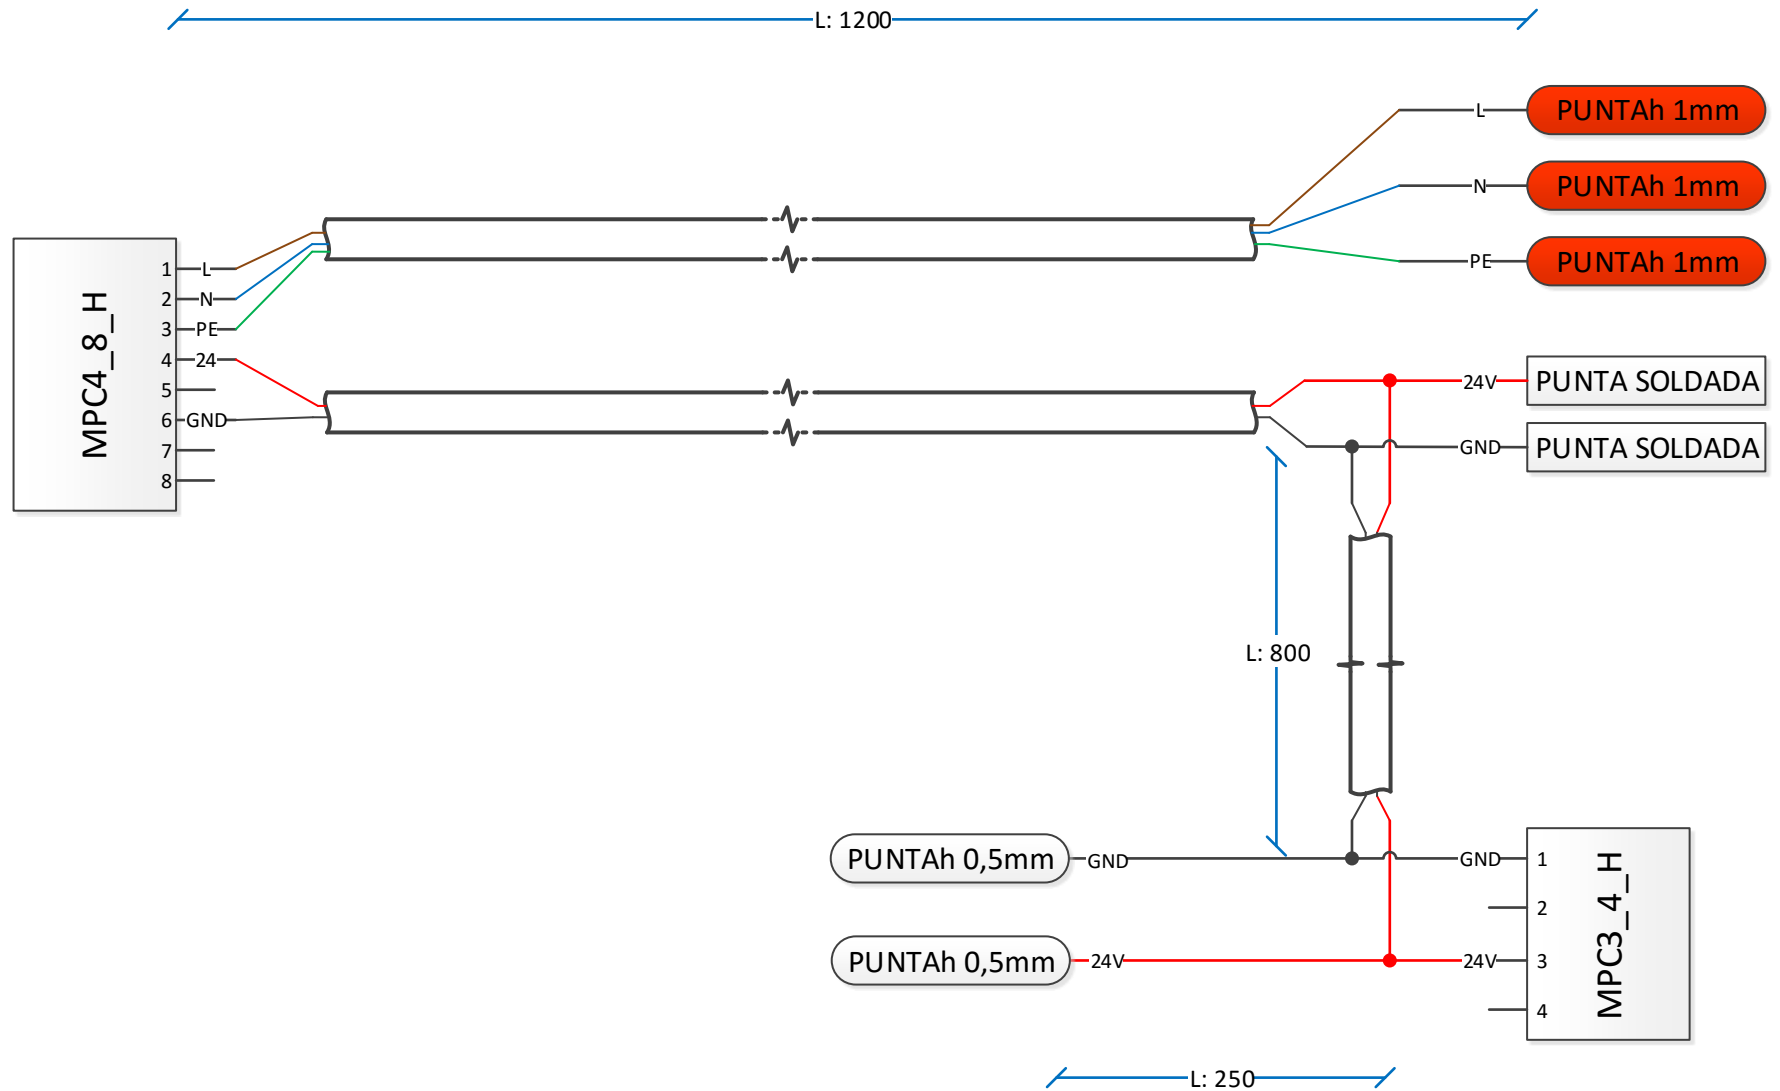 L: 1200
L
PUNTAh 1mm
N
PUNTAh 1mm
PE
PUNTAh 1mm
MPC4_8_H
1
L
2
N
3
PE
4
24
5
6
GND
7
8
24V
PUNTA SOLDADA
GND
PUNTA SOLDADA
L: 800
PUNTAh 0,5mm
GND
GND
1
2
PUNTAh 0,5mm
24V
24V
3
4
MPC3_4_H
L: 250